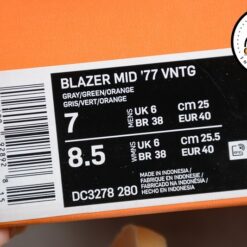 BLAZER MID '77 VNTG
GRAY/GREEN/ORANGE
GRIS/VERT/ORANGE
7 MENS UK 6 CM 25
BR 38 EUR 40
8.5 WMNS UK 6 CM 25.5
BR 38 EUR 40
DC3278 280
MADE IN INDONESIA /
FABRIQUÉ EN INDONÉSIE /
FABRICADO NA INDONÉSIA /
HECHO EN INDONESIA